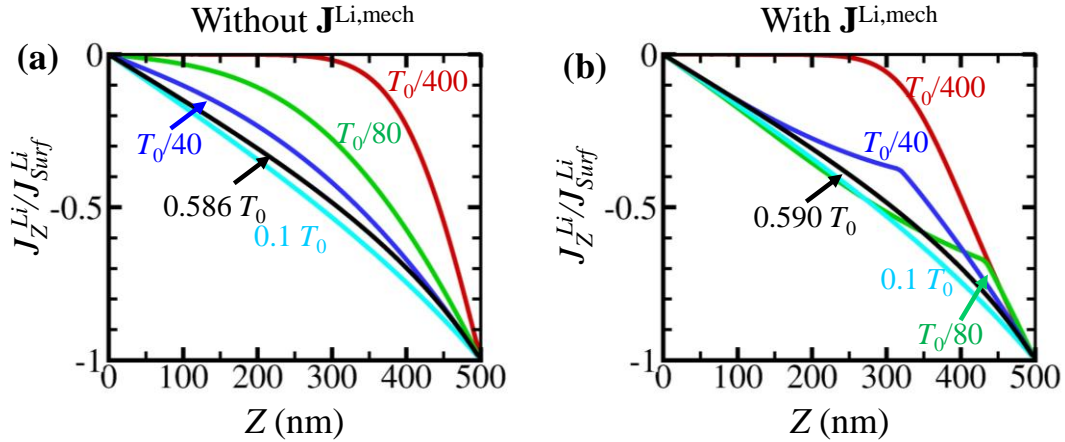 Without J^Li,mech
With J^Li,mech
(a)
0
-0.5
-1
J_Z^Li/J_Surf^Li
T_0/400
T_0/80
T_0/40
0.586 T_0
0.1 T_0
0 100 200 300 400 500
Z (nm)
(b)
0
-0.5
-1
J_Z^Li/J_Surf^Li
T_0/400
T_0/40
0.590 T_0
0.1 T_0
T_0/80
0 100 200 300 400 500
Z (nm)